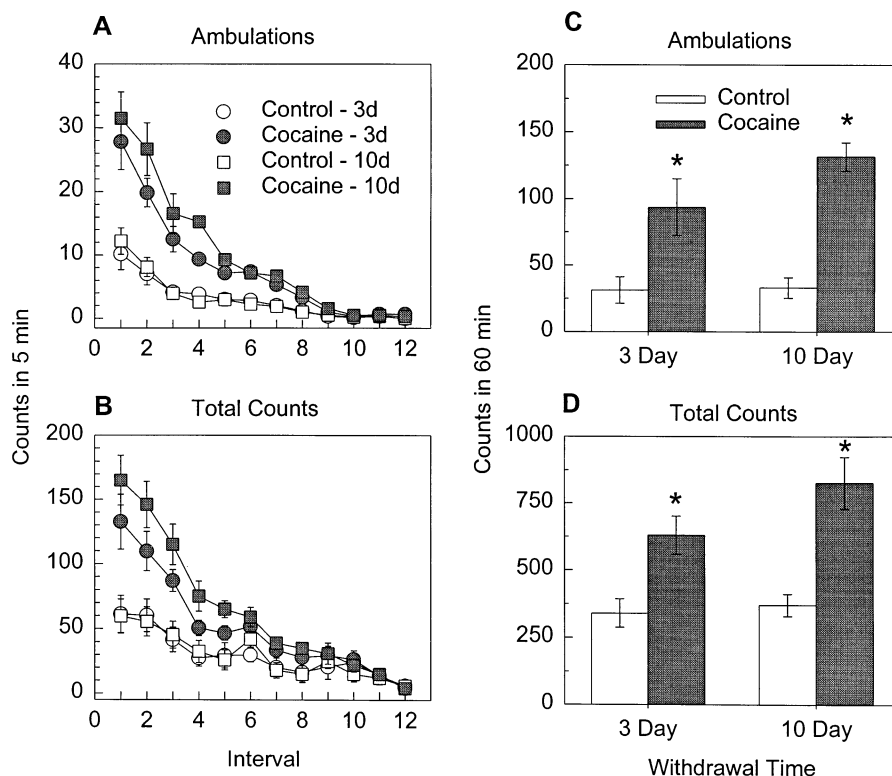 A
Ambulations
40
30
20
10
0
0 2 4 6 8 10 12
Control - 3d
Cocaine - 3d
Control - 10d
Cocaine - 10d
Counts in 5 min
B
Total Counts
200
150
100
50
0
0 2 4 6 8 10 12
Interval
C
Ambulations
200
150
100
50
0
Control
Cocaine
*
*
3 Day 10 Day
Counts in 60 min
D
Total Counts
1000
750
500
250
0
*
*
3 Day 10 Day
Withdrawal Time